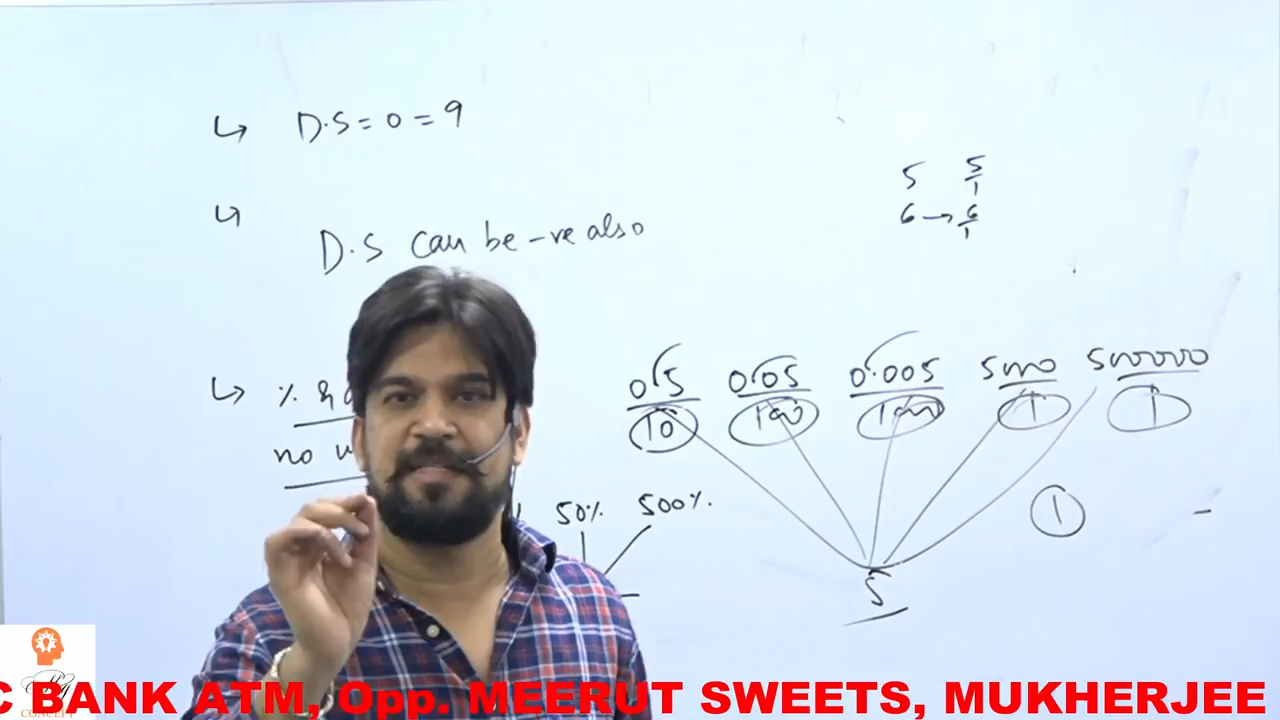 ↳ D.S = 0 = 9
5 5/1
6 → 6/1
↳ D.S can be -ve also
↳ % &
no
0.5/10 0.05/100 0.005/1000 5000/1 500000/1
50% 500%
1 -
5
C BANK ATM, Opp. MEERUT SWEETS, MUKHERJEE
CONCEPT